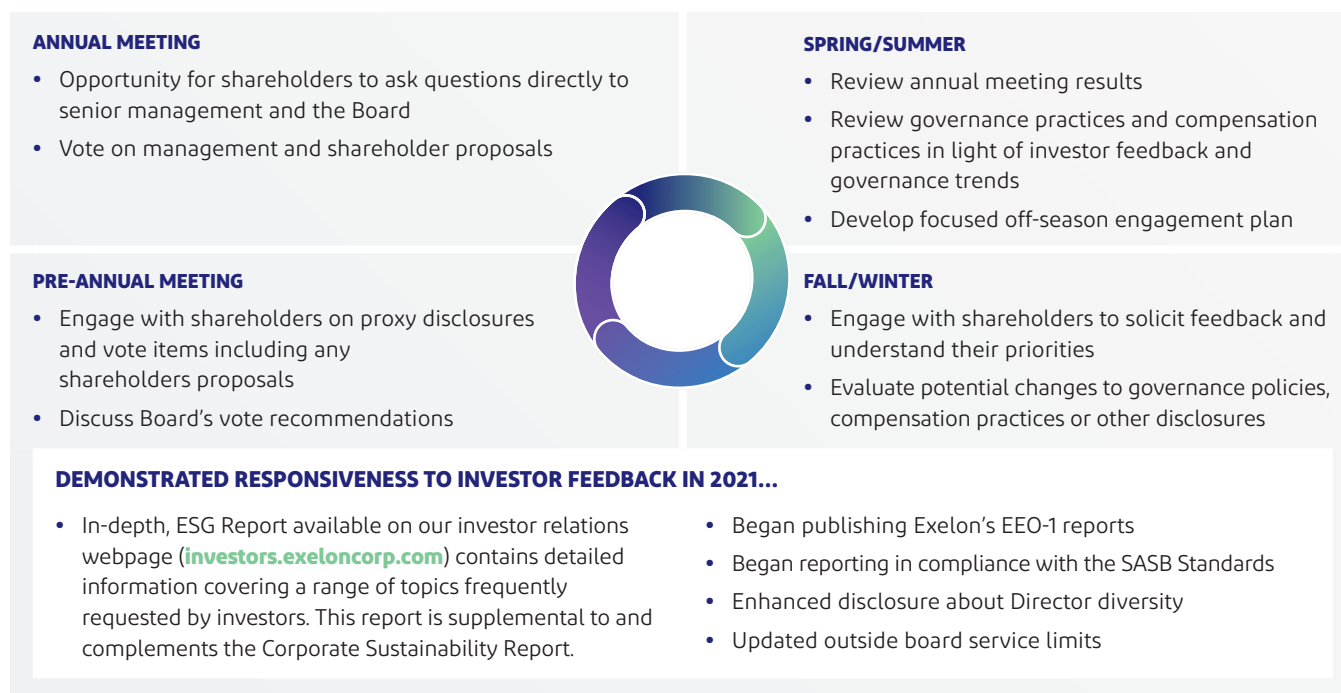 ANNUAL MEETING
• Opportunity for shareholders to ask questions directly to
senior management and the Board
• Vote on management and shareholder proposals
SPRING/SUMMER
• Review annual meeting results
• Review governance practices and compensation
practices in light of investor feedback and
governance trends
• Develop focused off-season engagement plan
PRE-ANNUAL MEETING
• Engage with shareholders on proxy disclosures
and vote items including any
shareholders proposals
• Discuss Board's vote recommendations
FALL/WINTER
• Engage with shareholders to solicit feedback and
understand their priorities
• Evaluate potential changes to governance policies,
compensation practices or other disclosures
DEMONSTRATED RESPONSIVENESS TO INVESTOR FEEDBACK IN 2021...
• In-depth, ESG Report available on our investor relations
webpage (investors.exeloncorp.com) contains detailed
information covering a range of topics frequently
requested by investors. This report is supplemental to and
complements the Corporate Sustainability Report.
• Began publishing Exelon's EEO-1 reports
• Began reporting in compliance with the SASB Standards
• Enhanced disclosure about Director diversity
• Updated outside board service limits